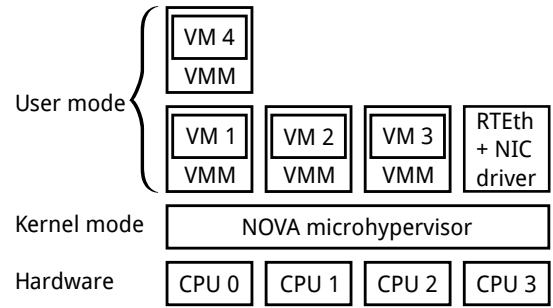 VM 4
VMM
User mode
VM 1 VM 2 VM 3 RTEth
+ NIC
VMM VMM VMM driver
Kernel mode NOVA microhypervisor
Hardware CPU 0 CPU 1 CPU 2 CPU 3